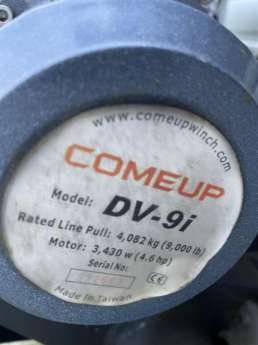 www.comeupwinch.com
COMEUP
Model: DV-9i
Rated Line Pull: 4,082 kg (9,000 lb)
Motor: 3,430 w (4.6 hp)
Serial No:
Made In Taiwan CE